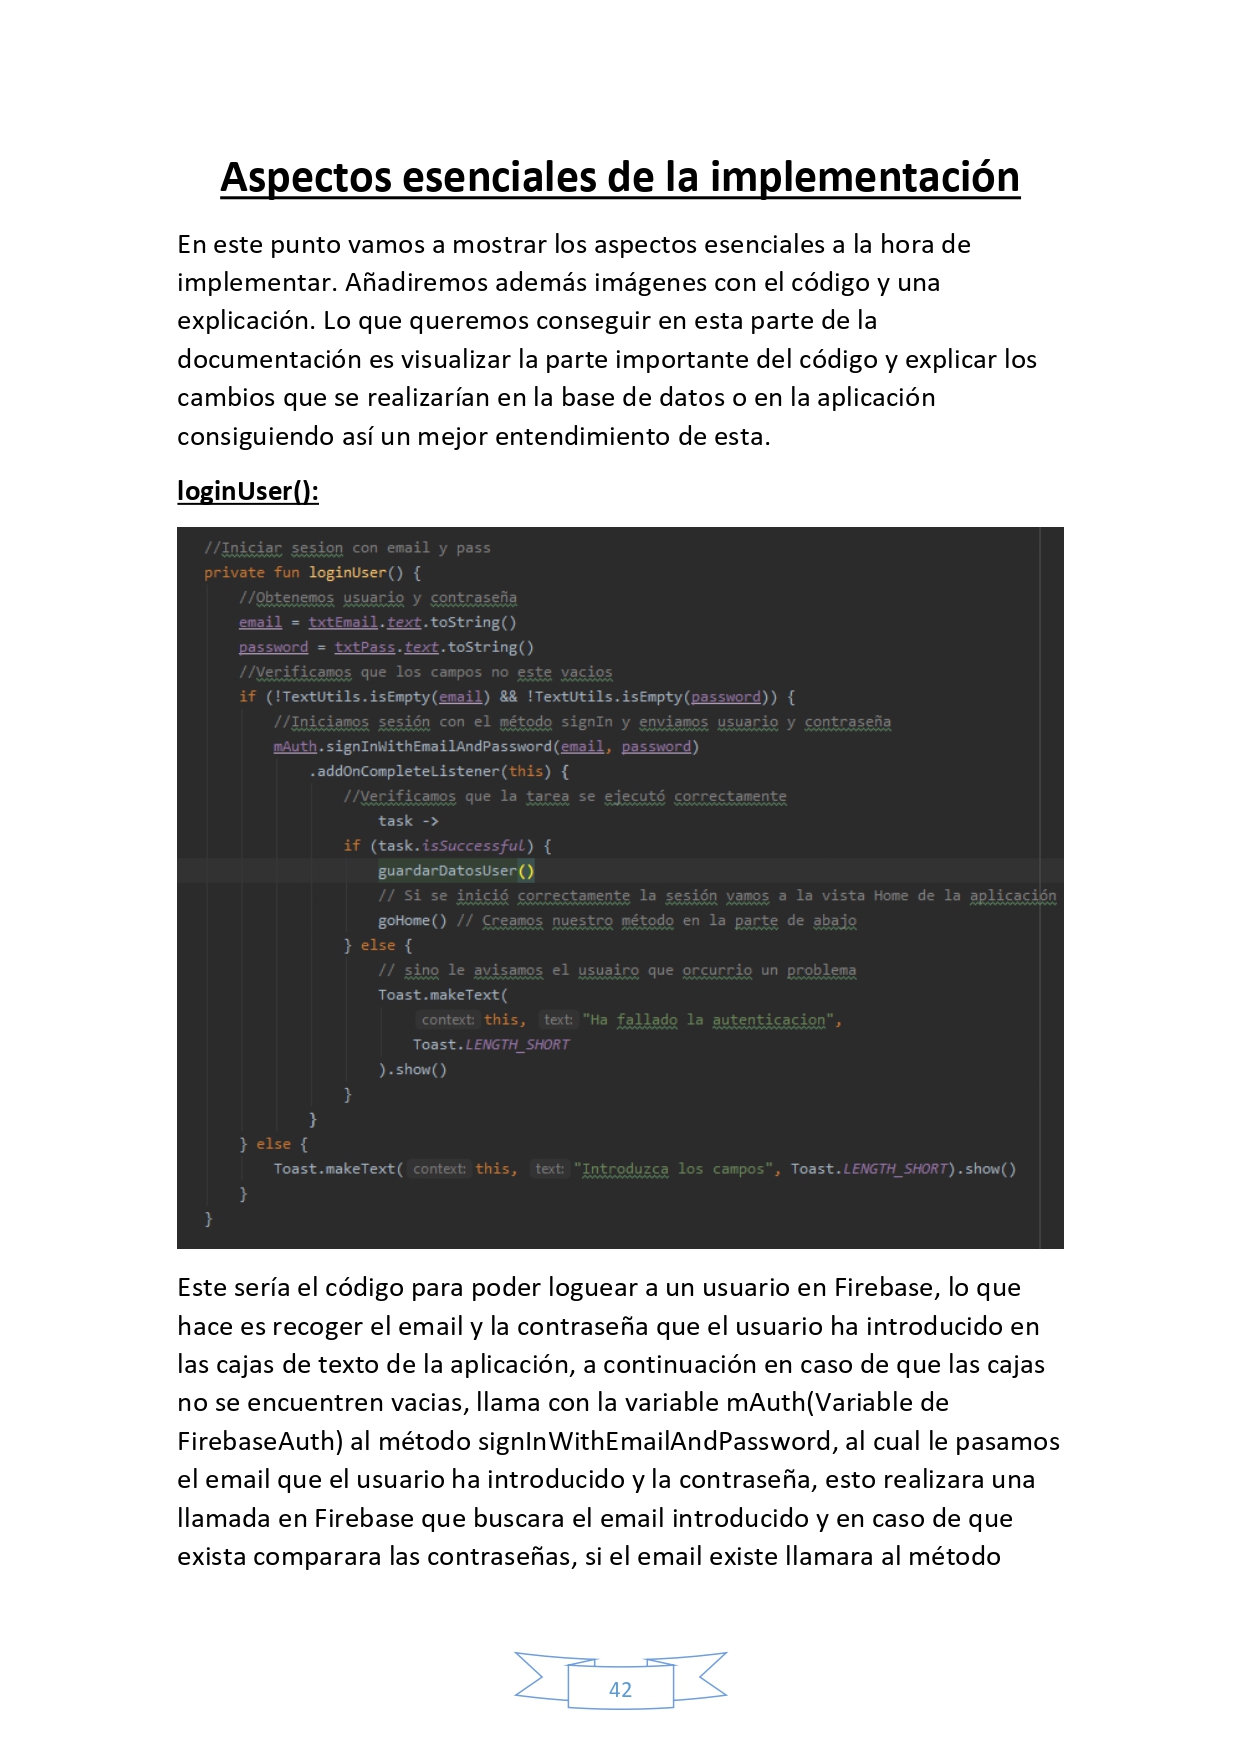 Aspectos esenciales de la implementación
En este punto vamos a mostrar los aspectos esenciales a la hora de
implementar. Añadiremos además imágenes con el código y una
explicación. Lo que queremos conseguir en esta parte de la
documentación es visualizar la parte importante del código y explicar los
cambios que se realizarían en la base de datos o en la aplicación
consiguiendo así un mejor entendimiento de esta.
loginUser():
//Iniciar sesion con email y pass
private fun loginUser() {
//Obtenemos usuario y contraseña
email = txtEmail.text.toString()
password = txtPass.text.toString()
//Verificamos que los campos no este vacios
if (!TextUtils.isEmpty(email) && !TextUtils.isEmpty(password)) {
//Iniciamos sesión con el método signIn y enviamos usuario y contraseña
mAuth.signInWithEmailAndPassword(email, password)
.addOnCompleteListener(this) {
//Verificamos que la tarea se ejecutó correctamente
task ->
if (task.isSuccessful) {
guardarDatosUser()
// Si se inició correctamente la sesión vamos a la vista Home de la aplicación
goHome() // Creamos nuestro método en la parte de abajo
} else {
// sino le avisamos el usuairo que orcurrio un problema
Toast.makeText(
context: this, text: "Ha fallado la autenticacion",
Toast.LENGTH_SHORT
).show()
}
}
} else {
Toast.makeText( context: this, text: "Introduzca los campos", Toast.LENGTH_SHORT).show()
}
}
Este sería el código para poder loguear a un usuario en Firebase, lo que
hace es recoger el email y la contraseña que el usuario ha introducido en
las cajas de texto de la aplicación, a continuación en caso de que las cajas
no se encuentren vacias, llama con la variable mAuth(Variable de
FirebaseAuth) al método signInWithEmailAndPassword, al cual le pasamos
el email que el usuario ha introducido y la contraseña, esto realizara una
llamada en Firebase que buscara el email introducido y en caso de que
exista comparara las contraseñas, si el email existe llamara al método
42